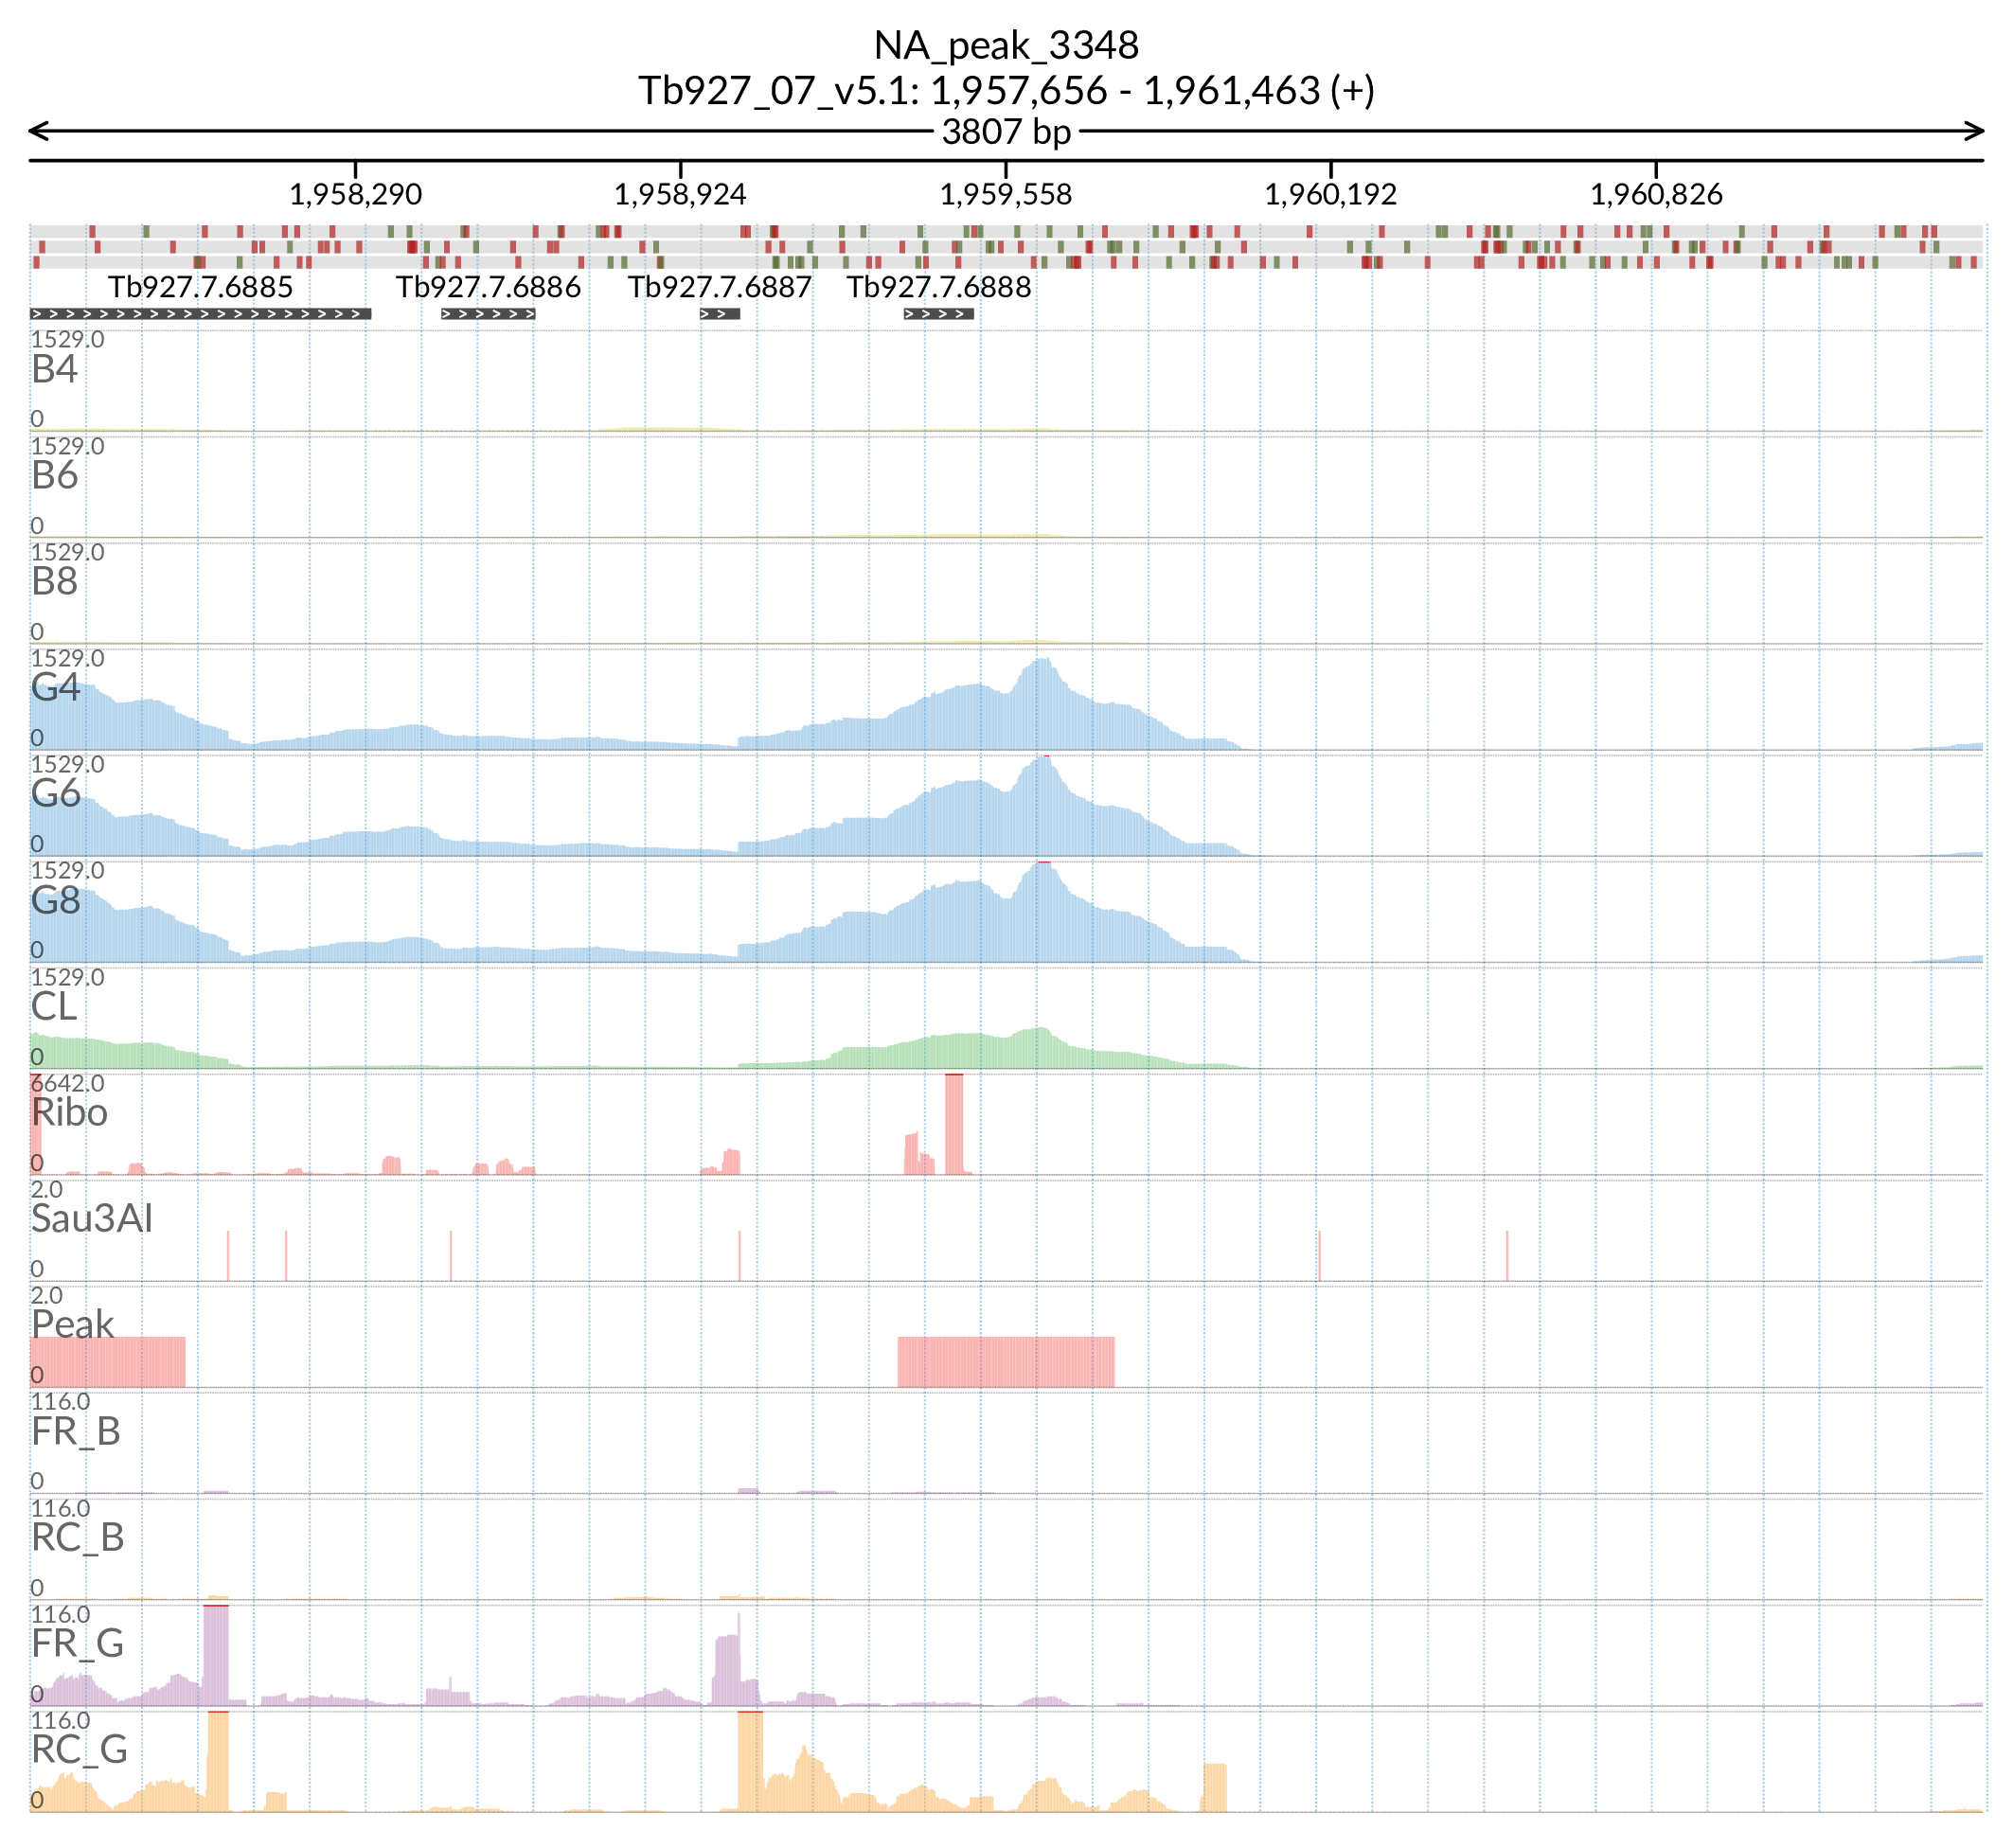 NA_peak_3348
Tb927_07_v5.1: 1,957,656 - 1,961,463 (+)
3807 bp
1,958,290 1,958,924 1,959,558 1,960,192 1,960,826
Tb927.7.6885 Tb927.7.6886 Tb927.7.6887 Tb927.7.6888
1529.0
B4
0
1529.0
B6
0
1529.0
B8
0
1529.0
G4
0
1529.0
G6
0
1529.0
G8
0
1529.0
CL
0
6642.0
Ribo
0
2.0
Sau3AI
0
2.0
Peak
0
116.0
FR_B
0
116.0
RC_B
0
116.0
FR_G
0
116.0
RC_G
0